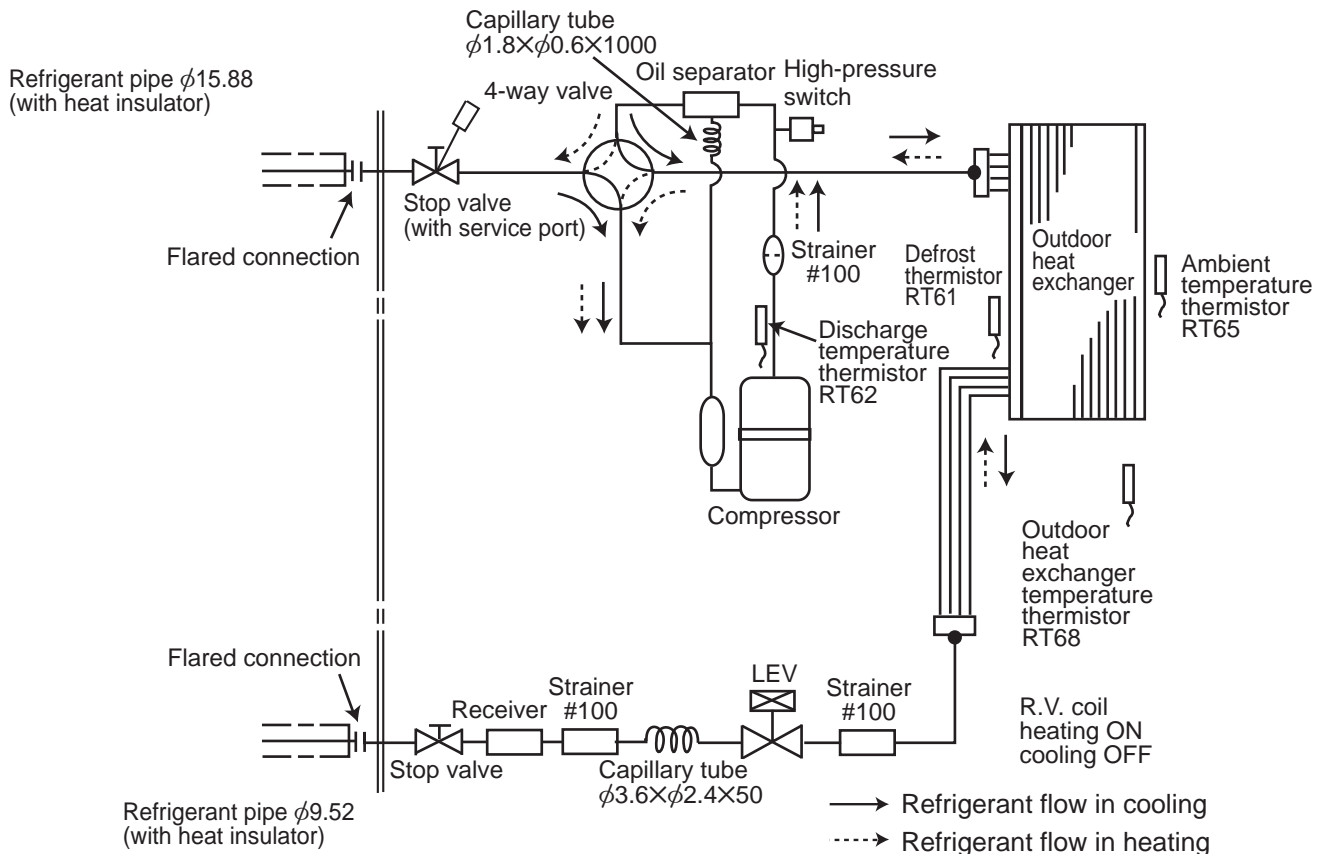 Capillary tube
ϕ1.8×ϕ0.6×1000
Refrigerant pipe ϕ15.88
(with heat insulator)
4-way valve
Oil separator
High-pressure
switch
Stop valve
(with service port)
Flared connection
Strainer
#100
Defrost
thermistor
RT61
Outdoor
heat
exchanger
Ambient
temperature
thermistor
RT65
Discharge
temperature
thermistor
RT62
Compressor
Outdoor
heat
exchanger
temperature
thermistor
RT68
Flared connection
Receiver
Strainer
#100
LEV
Strainer
#100
R.V. coil
heating ON
cooling OFF
Stop valve
Capillary tube
ϕ3.6×ϕ2.4×50
Refrigerant pipe ϕ9.52
(with heat insulator)
Refrigerant flow in cooling
Refrigerant flow in heating